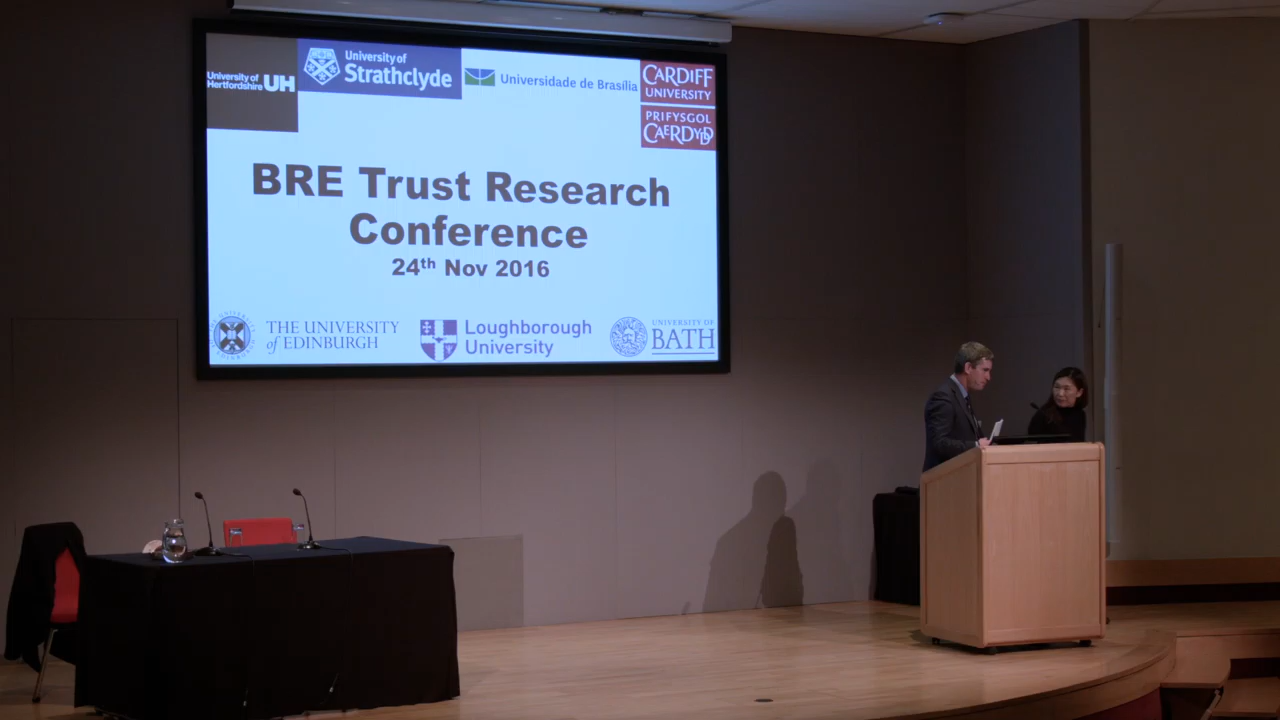 University of
Hertfordshire UH
University of
Strathclyde
Universidade de Brasília
CARDIFF
UNIVERSITY
PRIFYSGOL
CAERDYDD
BRE Trust Research
Conference
24th Nov 2016
THE UNIVERSITY
of EDINBURGH
Loughborough
University
UNIVERSITY OF
BATH